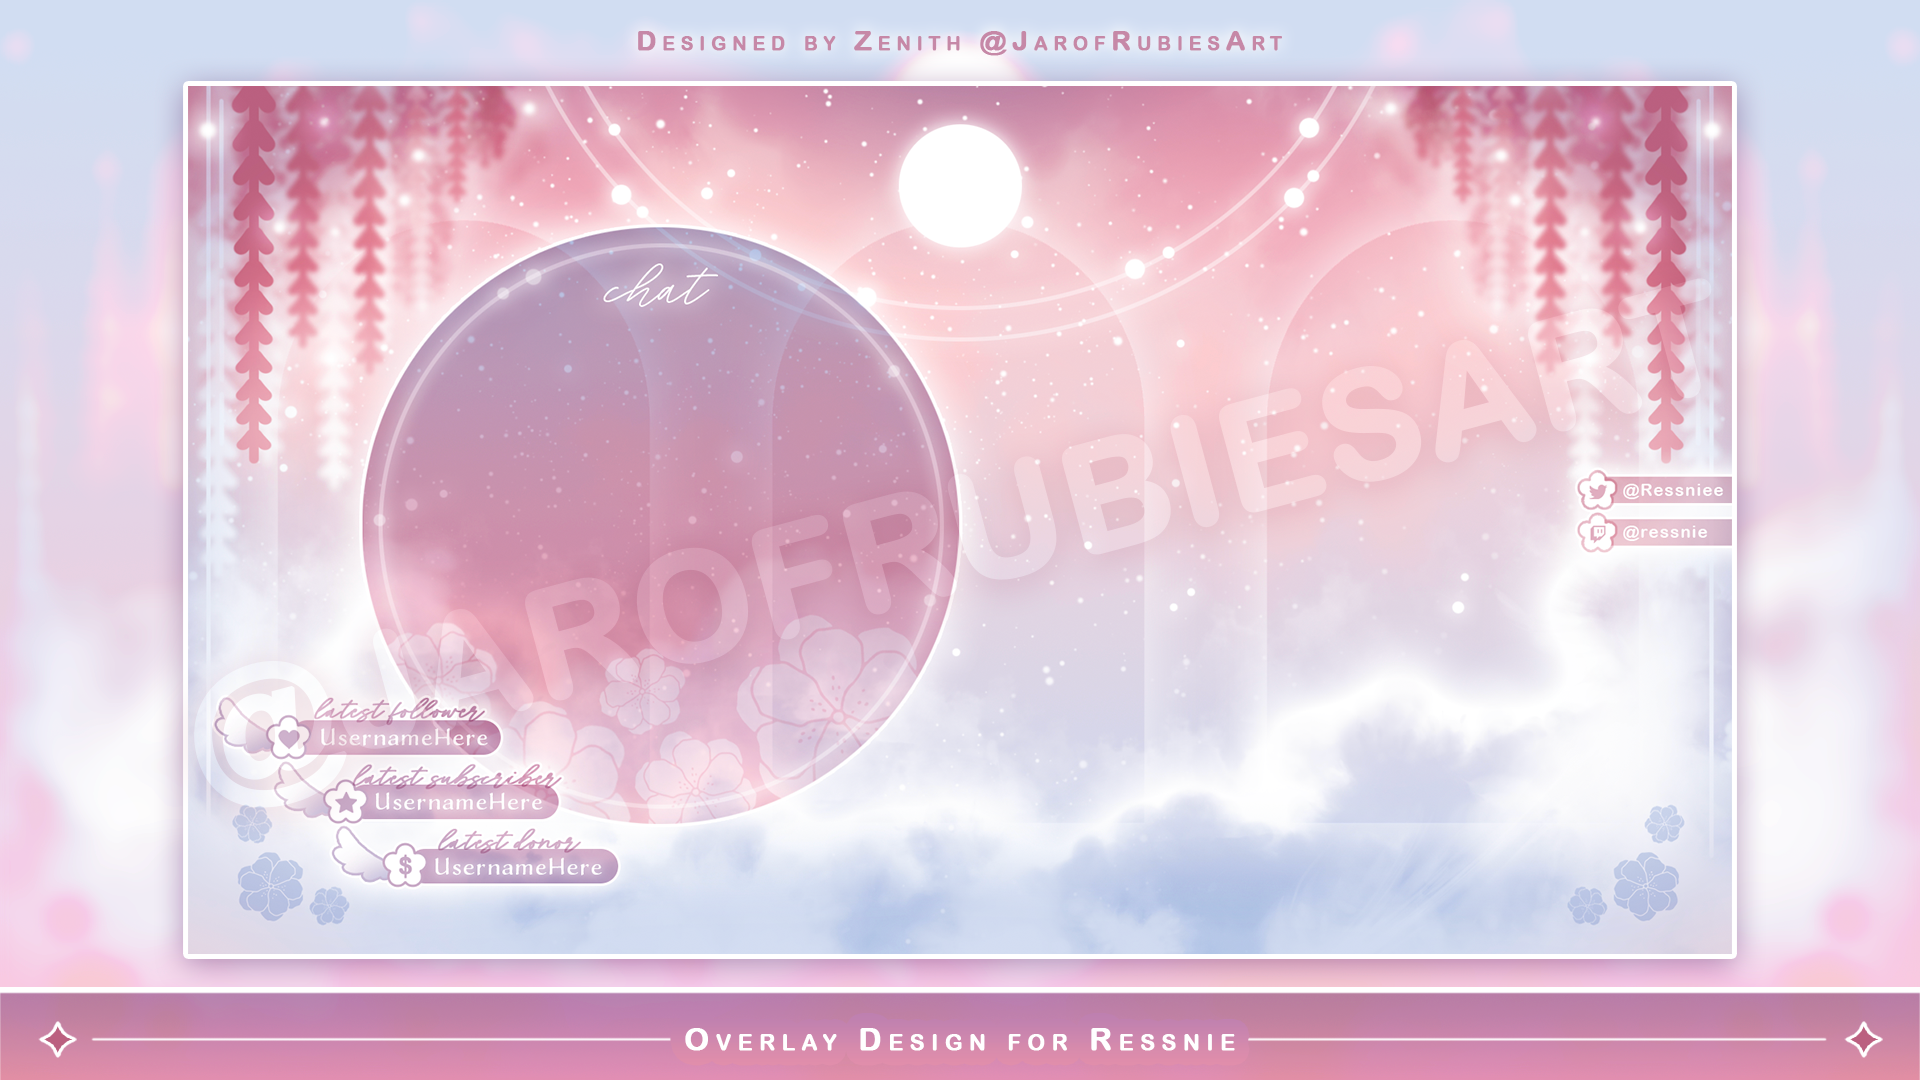 Designed by Zenith @JarofRubiesArt
chat
@JAROFRUBIESART
@Ressniee
@ressnie
latest follower
UsernameHere
latest subscriber
UsernameHere
latest donor
$ UsernameHere
Overlay Design for Ressnie